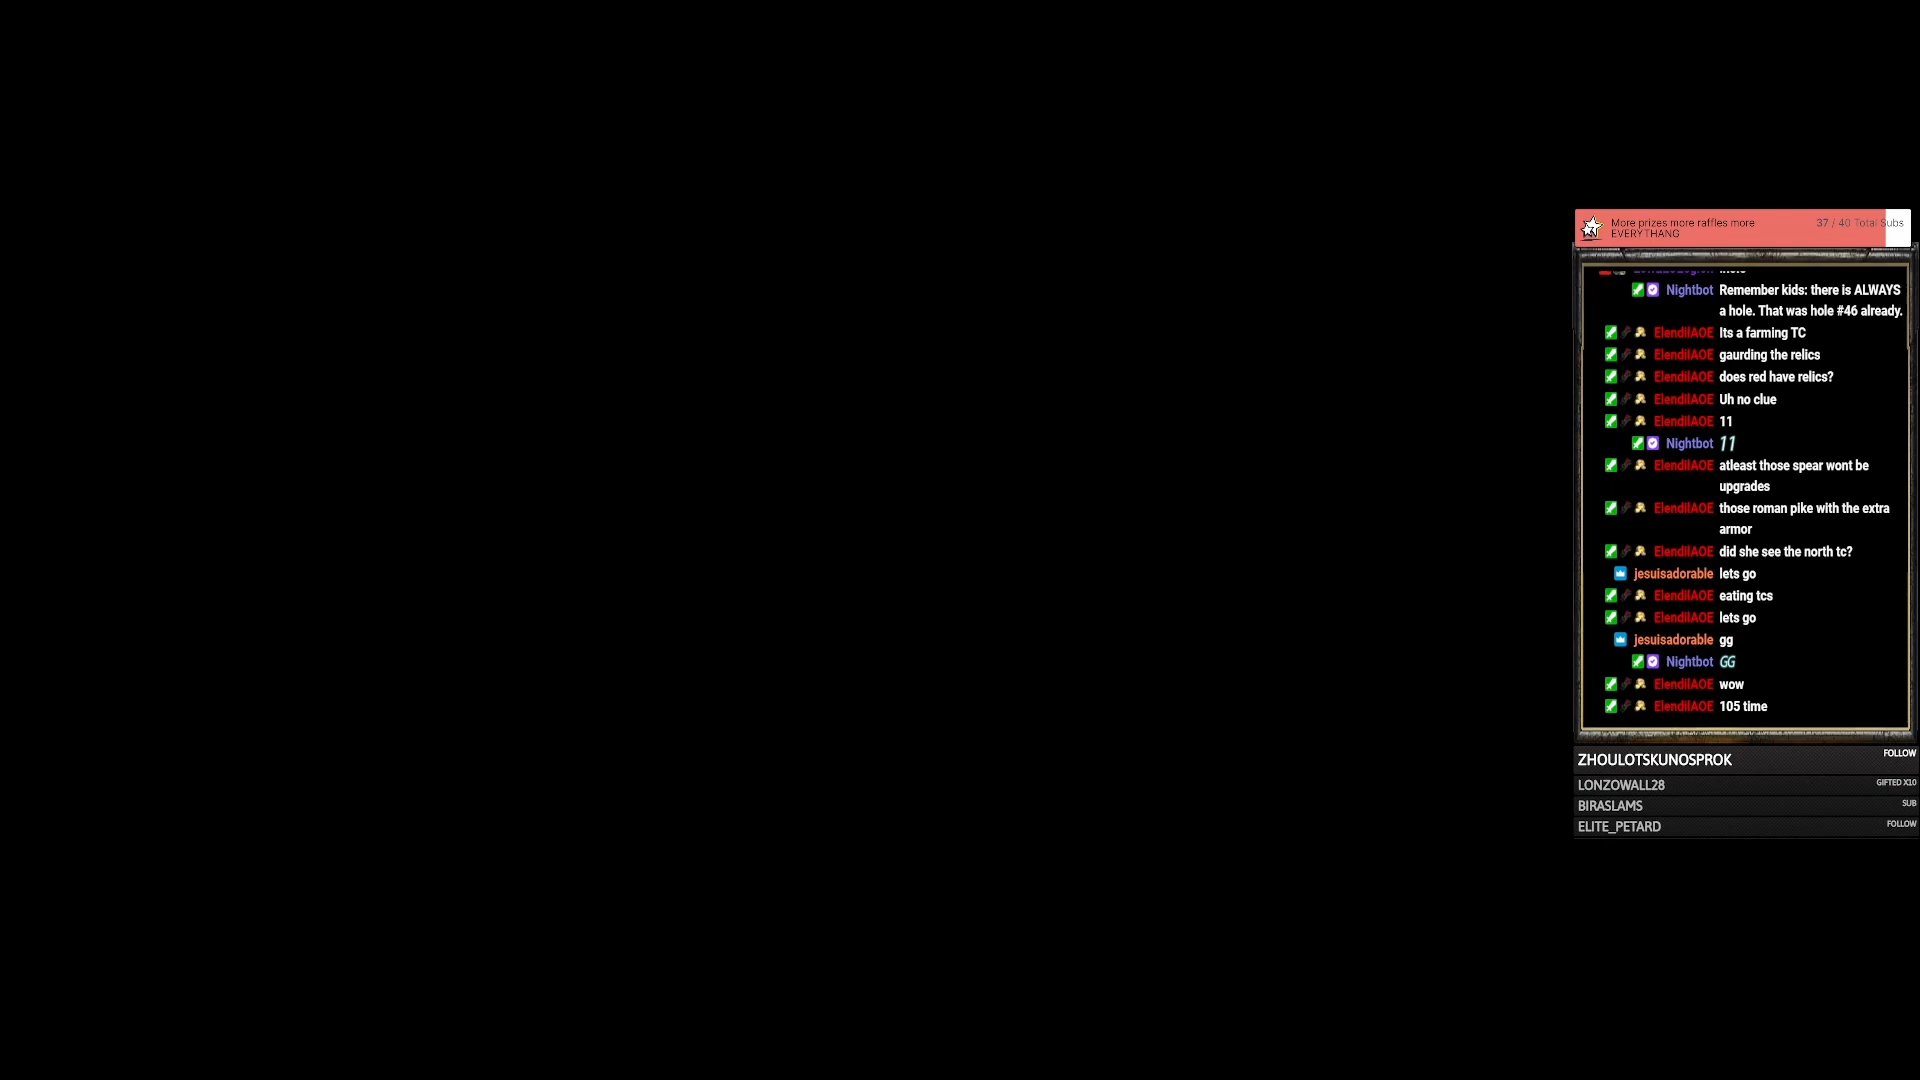 More prizes more raffles more
EVERYTHANG
37 / 40 Total Subs
Nightbot Remember kids: there is ALWAYS
a hole. That was hole #46 already.
ElendilAOE Its a farming TC
ElendilAOE gaurding the relics
ElendilAOE does red have relics?
ElendilAOE Uh no clue
ElendilAOE 11
Nightbot 11
ElendilAOE atleast those spear wont be
upgrades
ElendilAOE those roman pike with the extra
armor
ElendilAOE did she see the north tc?
jesuisadorable lets go
ElendilAOE eating tcs
ElendilAOE lets go
jesuisadorable gg
Nightbot GG
ElendilAOE wow
ElendilAOE 105 time
ZHOULOTSKUNOSPROK FOLLOW
LONZOWALL28 GIFTED X10
BIRASLAMS SUB
ELITE_PETARD FOLLOW